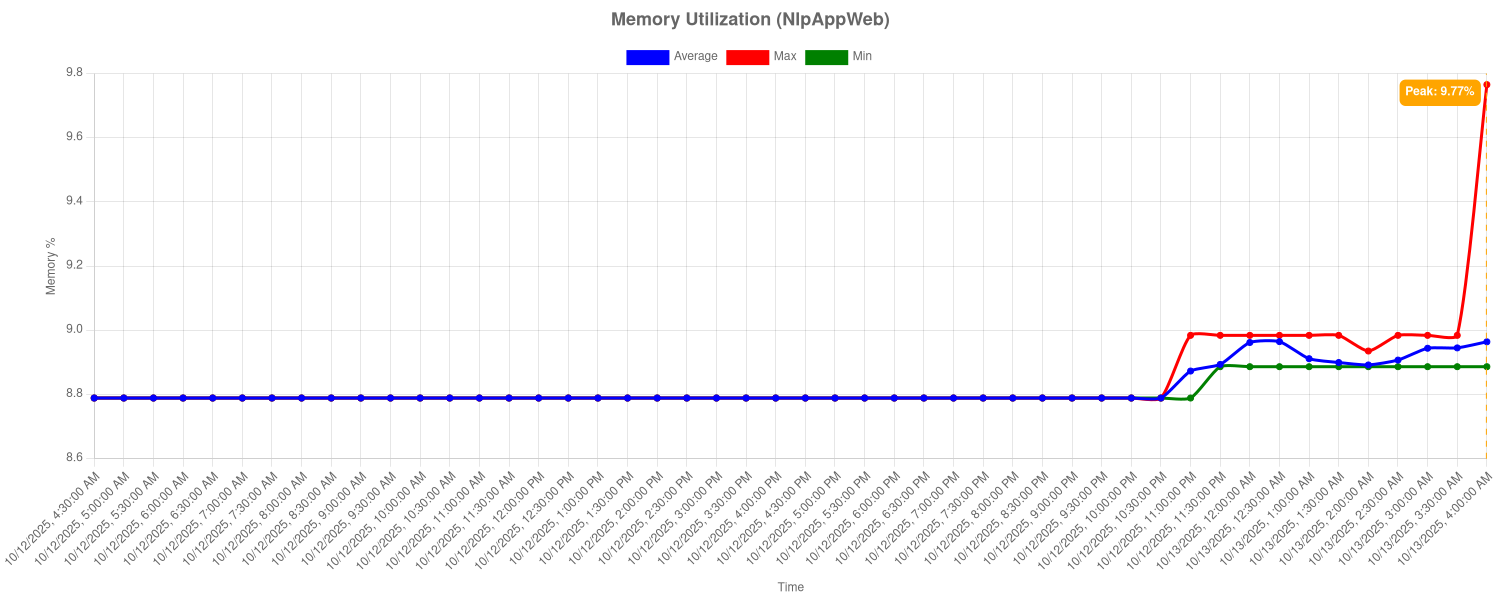 Memory Utilization (NlpAppWeb)
Average Max Min
9.8
9.6
9.4
9.2
9.0
8.8
8.6
Memory %
Peak: 9.77%
10/12/2025, 4:30:00 AM
10/12/2025, 5:00:00 AM
10/12/2025, 5:30:00 AM
10/12/2025, 6:00:00 AM
10/12/2025, 6:30:00 AM
10/12/2025, 7:00:00 AM
10/12/2025, 7:30:00 AM
10/12/2025, 8:00:00 AM
10/12/2025, 8:30:00 AM
10/12/2025, 9:00:00 AM
10/12/2025, 9:30:00 AM
10/12/2025, 10:00:00 AM
10/12/2025, 10:30:00 AM
10/12/2025, 11:00:00 AM
10/12/2025, 11:30:00 AM
10/12/2025, 12:00:00 PM
10/12/2025, 12:30:00 PM
10/12/2025, 1:00:00 PM
10/12/2025, 1:30:00 PM
10/12/2025, 2:00:00 PM
10/12/2025, 2:30:00 PM
10/12/2025, 3:00:00 PM
10/12/2025, 3:30:00 PM
10/12/2025, 4:00:00 PM
10/12/2025, 4:30:00 PM
10/12/2025, 5:00:00 PM
10/12/2025, 5:30:00 PM
10/12/2025, 6:00:00 PM
10/12/2025, 6:30:00 PM
10/12/2025, 7:00:00 PM
10/12/2025, 7:30:00 PM
10/12/2025, 8:00:00 PM
10/12/2025, 8:30:00 PM
10/12/2025, 9:00:00 PM
10/12/2025, 9:30:00 PM
10/12/2025, 10:00:00 PM
10/12/2025, 10:30:00 PM
10/12/2025, 11:00:00 PM
10/12/2025, 11:30:00 PM
10/13/2025, 12:00:00 AM
10/13/2025, 12:30:00 AM
10/13/2025, 1:00:00 AM
10/13/2025, 1:30:00 AM
10/13/2025, 2:00:00 AM
10/13/2025, 2:30:00 AM
10/13/2025, 3:00:00 AM
10/13/2025, 3:30:00 AM
10/13/2025, 4:00:00 AM
Time